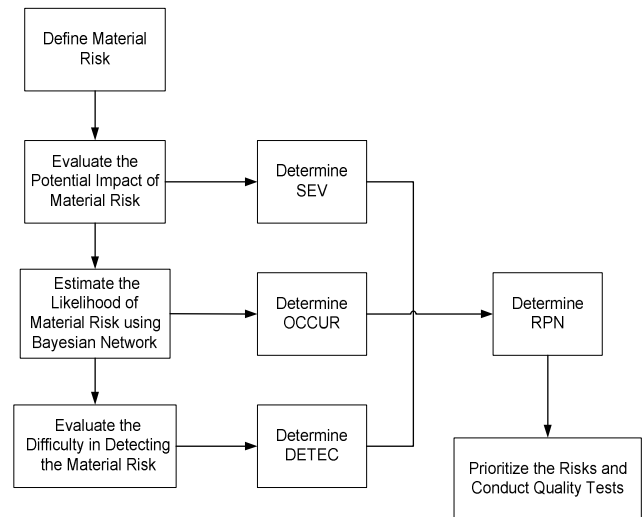 Define Material
Risk
Evaluate the
Potential Impact of
Material Risk
Determine
SEV
Estimate the
Likelihood of
Material Risk using
Bayesian Network
Determine
OCCUR
Determine
RPN
Evaluate the
Difficulty in Detecting
the Material Risk
Determine
DETEC
Prioritize the Risks and
Conduct Quality Tests